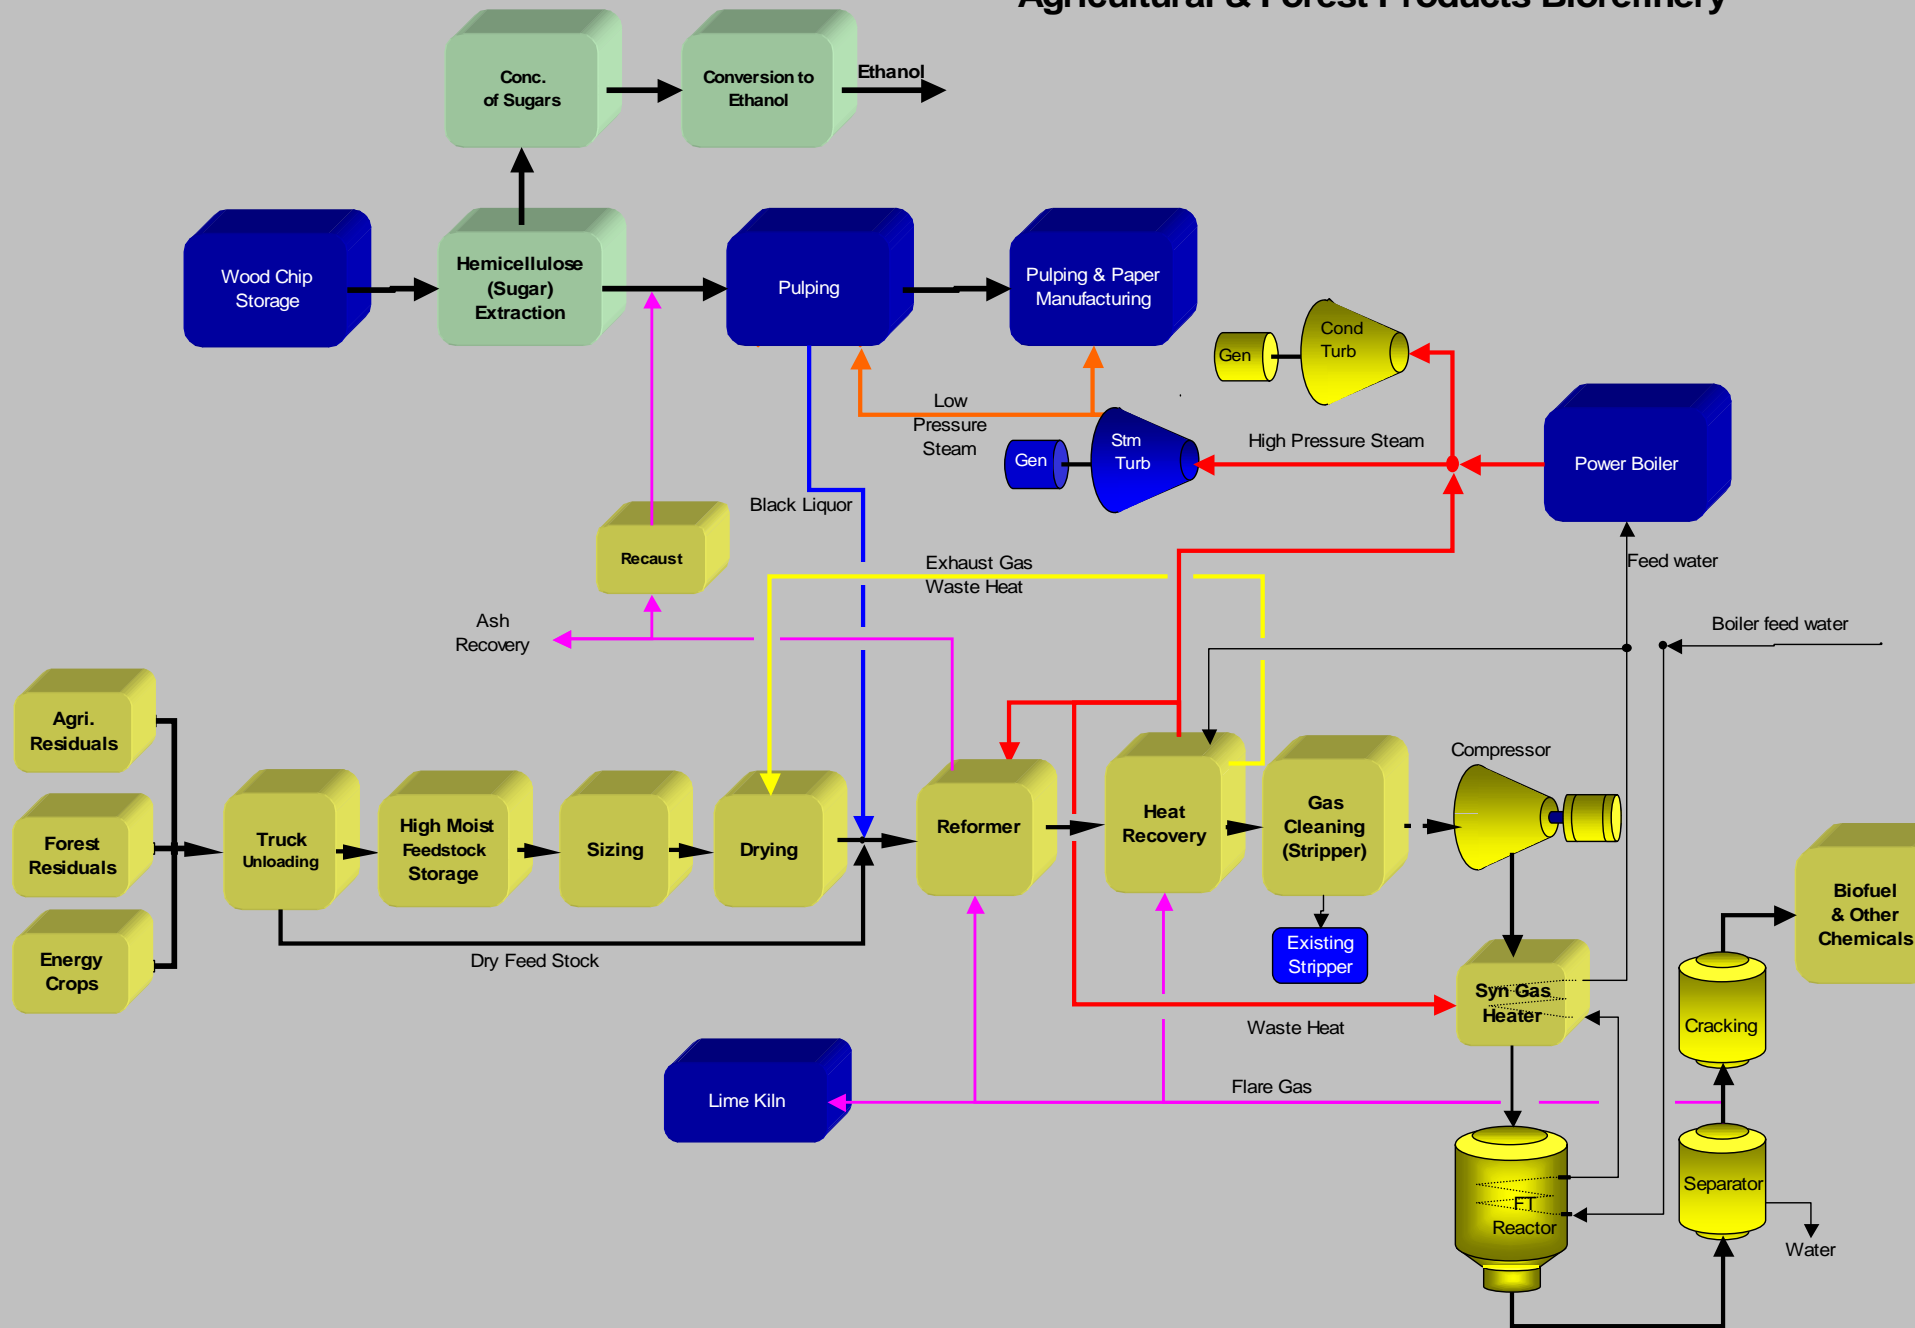 Agricultural & Forest Products Biorefinery
Conc.
of Sugars
Conversion to
Ethanol
Ethanol
Wood Chip
Storage
Hemicellulose
(Sugar)
Extraction
Pulping
Pulping & Paper
Manufacturing
Gen
Cond
Turb
Low
Pressure
Steam
Gen
Stm
Turb
High Pressure Steam
Power Boiler
Black Liquor
Recaust
Exhaust Gas
Waste Heat
Feed water
Ash
Recovery
Boiler feed water
Agri.
Residuals
Forest
Residuals
Energy
Crops
Truck
Unloading
High Moist
Feedstock
Storage
Sizing
Drying
Reformer
Heat
Recovery
Gas
Cleaning
(Stripper)
Compressor
Biofuel
& Other
Chemicals
Existing
Stripper
Dry Feed Stock
Syn Gas
Heater
Waste Heat
Cracking
Lime Kiln
Flare Gas
FT
Reactor
Separator
Water